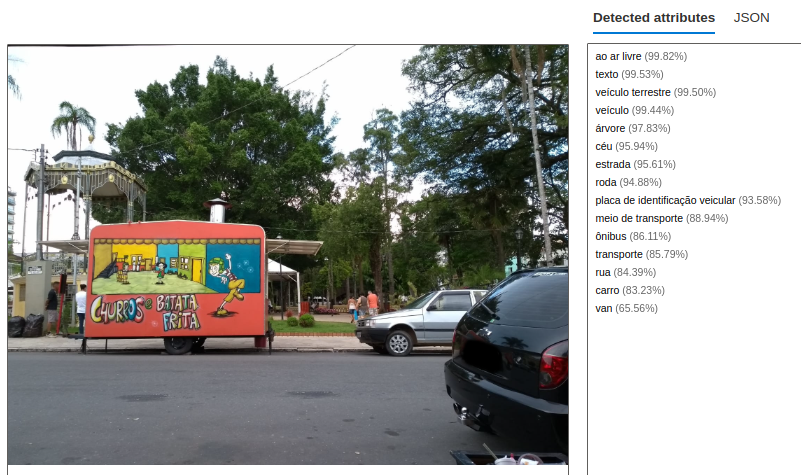 Detected attributes
JSON
ao ar livre (99.82%)
texto (99.53%)
veículo terrestre (99.50%)
veículo (99.44%)
árvore (97.83%)
céu (95.94%)
estrada (95.61%)
roda (94.88%)
placa de identificação veicular (93.58%)
meio de transporte (88.94%)
ônibus (86.11%)
transporte (85.79%)
rua (84.39%)
carro (83.23%)
van (65.56%)
CHURROS e BATATA
FRITA